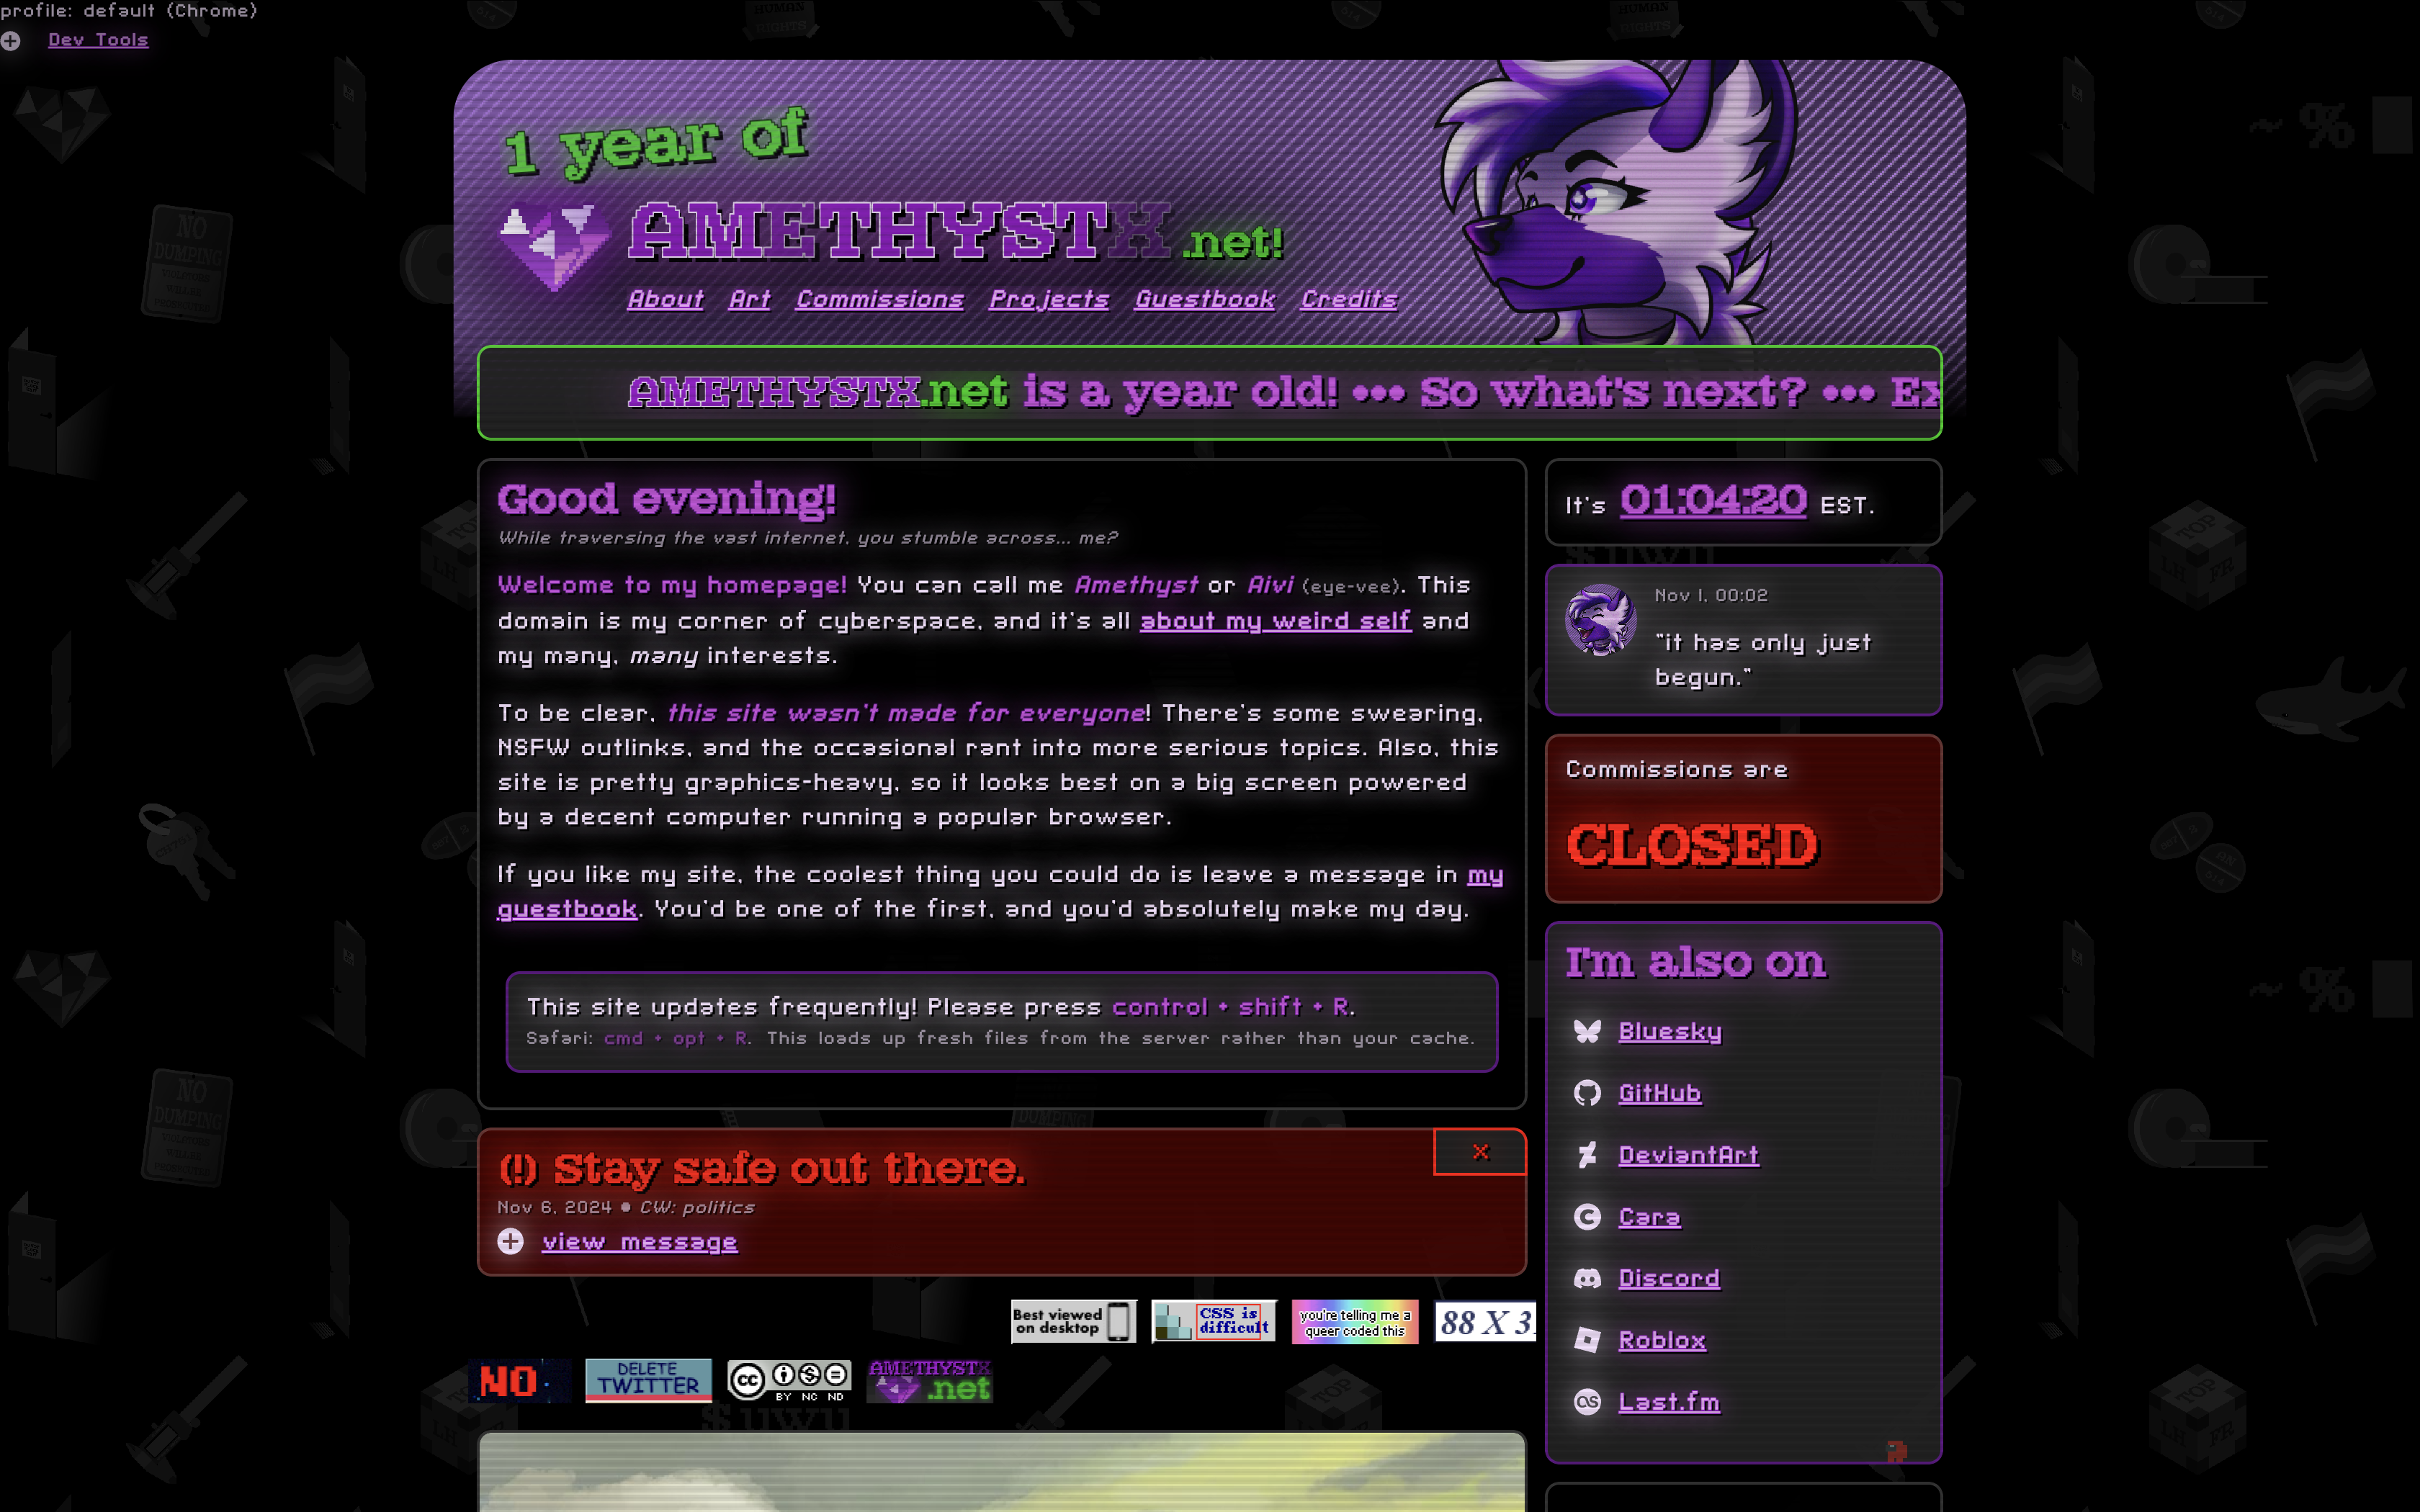 profile: default (Chrome)
Dev Tools
1 year of
AMETHYSTX .net!
About Art Commissions Projects Guestbook Credits
AMETHYSTX.net is a year old! ••• So what's next? ••• Ex
Good evening!
While traversing the vast internet, you stumble across... me?
Welcome to my homepage! You can call me Amethyst or Aivi (eye-vee). This
domain is my corner of cyberspace, and it's all about my weird self and
my many, many interests.
To be clear, this site wasn't made for everyone! There's some swearing,
NSFW outlinks, and the occasional rant into more serious topics. Also, this
site is pretty graphics-heavy, so it looks best on a big screen powered
by a decent computer running a popular browser.
If you like my site, the coolest thing you could do is leave a message in my
guestbook. You'd be one of the first, and you'd absolutely make my day.
This site updates frequently! Please press control + shift + R.
Safari: cmd + opt + R. This loads up fresh files from the server rather than your cache.
(!) Stay safe out there.
×
Nov 6, 2024 • CW: politics
view message
Best viewed
on desktop
CSS is
difficult
you're telling me a
queer coded this
88 X 3
NO
DELETE
TWITTER
cc
BY NC ND
AMETHYSTX
.net
It's 01:04:20 EST.
Nov 1, 00:02
"it has only just
begun."
Commissions are
CLOSED
I'm also on
Bluesky
GitHub
DeviantArt
Cara
Discord
Roblox
Last.fm
NO
DUMPING
TOP
LH FR
~ %
$ uwu
HUMAN
RIGHTS